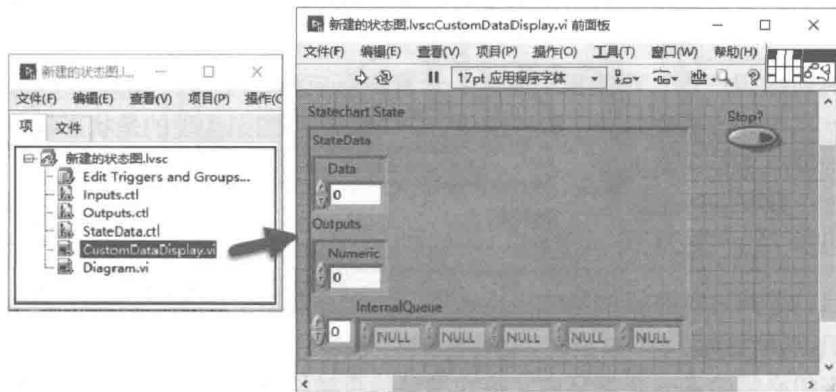 新建的状态图.l...
文件(F) 编辑(E) 查看(V) 项目(P) 操作(O
项 文件
新建的状态图.lvsc
Edit Triggers and Groups...
Inputs.ctl
Outputs.ctl
StateData.ctl
CustomDataDisplay.vi
Diagram.vi
新建的状态图.lvsc:CustomDataDisplay.vi 前面板
文件(F) 编辑(E) 查看(V) 项目(P) 操作(O) 工具(T) 窗口(W) 帮助(H)
17pt 应用程序字体
Statechart State
Stop?
StateData
Data
0
Outputs
Numeric
0
InternalQueue
0 NULL NULL NULL NULL NULL